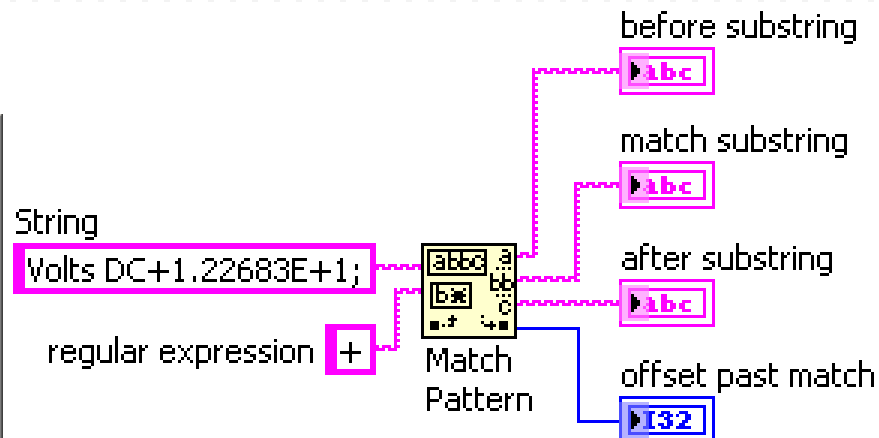 before substring
abc
match substring
abc
String
Volts DC+1.22683E+1;
after substring
abc
regular expression
+
Match
Pattern
offset past match
I32